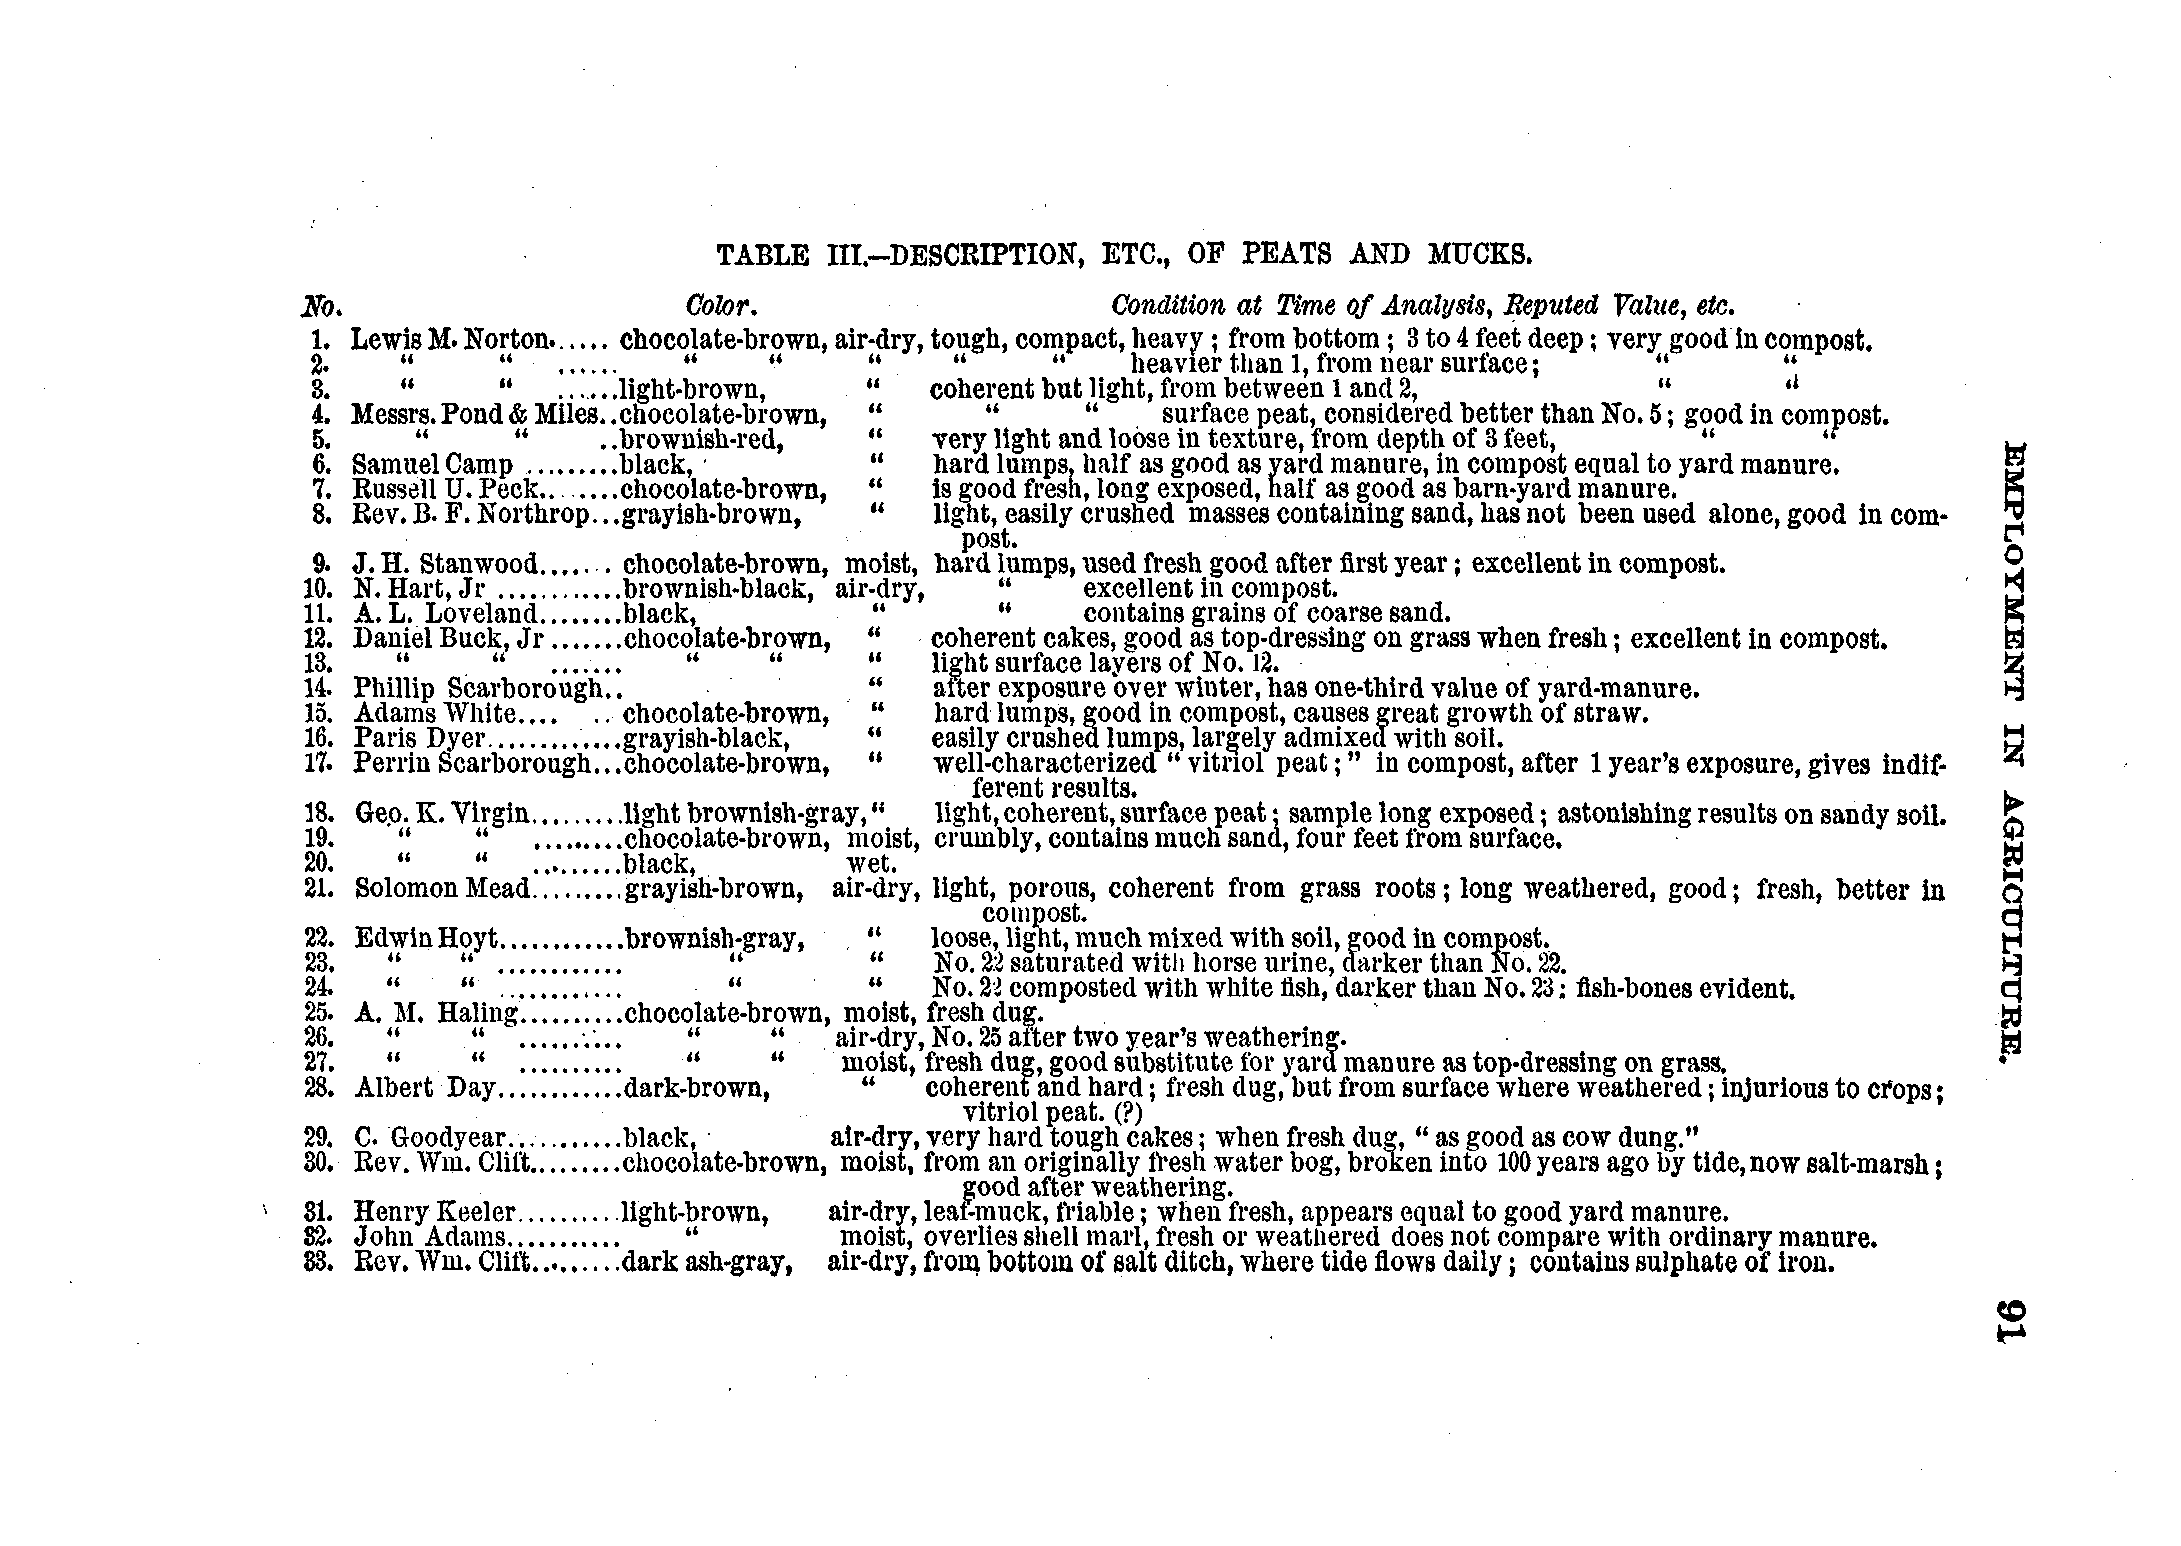 TABLE III.—DESCRIPTION, ETC., OF PEATS AND MUCKS.
No. Color. Condition at Time of Analysis, Reputed Value, etc.
1. Lewis M. Norton...... chocolate-brown, air-dry, tough, compact, heavy; from bottom; 3 to 4 feet deep; very good in compost.
2. “ “ ...... “ “ “ “ “ heavier than 1, from near surface; “ “
3. “ “ ......light-brown, “ coherent but light, from between 1 and 2, “ “
4. Messrs. Pond & Miles..chocolate-brown, “ “ “ surface peat, considered better than No. 5; good in compost.
5. “ “ ..brownish-red, “ very light and loose in texture, from depth of 3 feet, “ “
6. Samuel Camp .........black, “ hard lumps, half as good as yard manure, in compost equal to yard manure.
7. Russell U. Peck........chocolate-brown, “ is good fresh, long exposed, half as good as barn-yard manure.
8. Rev. B. F. Northrop...grayish-brown, “ light, easily crushed masses containing sand, has not been used alone, good in com-
post.
9. J. H. Stanwood....... chocolate-brown, moist, hard lumps, used fresh good after first year; excellent in compost.
10. N. Hart, Jr ............brownish-black, air-dry, “ excellent in compost.
11. A. L. Loveland........black, “ “ contains grains of coarse sand.
12. Daniel Buck, Jr .......chocolate-brown, “ coherent cakes, good as top-dressing on grass when fresh; excellent in compost.
13. “ “ ....... “ “ “ light surface layers of No. 12.
14. Phillip Scarborough.. “ after exposure over winter, has one-third value of yard-manure.
15. Adams White.... .. chocolate-brown, “ hard lumps, good in compost, causes great growth of straw.
16. Paris Dyer.............grayish-black, “ easily crushed lumps, largely admixed with soil.
17. Perrin Scarborough...chocolate-brown, “ well-characterized “vitriol peat;” in compost, after 1 year's exposure, gives indif-
ferent results.
18. Geo. K. Virgin.........light brownish-gray, “ light, coherent, surface peat; sample long exposed; astonishing results on sandy soil.
19. “ “ .........chocolate-brown, moist, crumbly, contains much sand, four feet from surface.
20. “ “ .........black, wet.
21. Solomon Mead.........grayish-brown, air-dry, light, porous, coherent from grass roots; long weathered, good; fresh, better in
compost.
22. Edwin Hoyt............brownish-gray, “ loose, light, much mixed with soil, good in compost.
23. “ “ ............ “ “ No. 22 saturated with horse urine, darker than No. 22.
24. “ “ ............ “ “ No. 22 composted with white fish, darker than No. 23; fish-bones evident.
25. A. M. Haling..........chocolate-brown, moist, fresh dug.
26. “ “ .......... “ “ air-dry, No. 25 after two year's weathering.
27. “ “ .......... “ “ moist, fresh dug, good substitute for yard manure as top-dressing on grass.
28. Albert Day............dark-brown, “ coherent and hard; fresh dug, but from surface where weathered; injurious to crops;
vitriol peat. (?)
29. C. Goodyear...........black, air-dry, very hard tough cakes; when fresh dug, “as good as cow dung.”
30. Rev. Wm. Clift.........chocolate-brown, moist, from an originally fresh water bog, broken into 100 years ago by tide, now salt-marsh;
good after weathering.
31. Henry Keeler..........light-brown, air-dry, leaf-muck, friable; when fresh, appears equal to good yard manure.
32. John Adams........... “ moist, overlies shell marl, fresh or weathered does not compare with ordinary manure.
33. Rev. Wm. Clift.........dark ash-gray, air-dry, from bottom of salt ditch, where tide flows daily; contains sulphate of iron.
EMPLOYMENT IN AGRICULTURE.
91